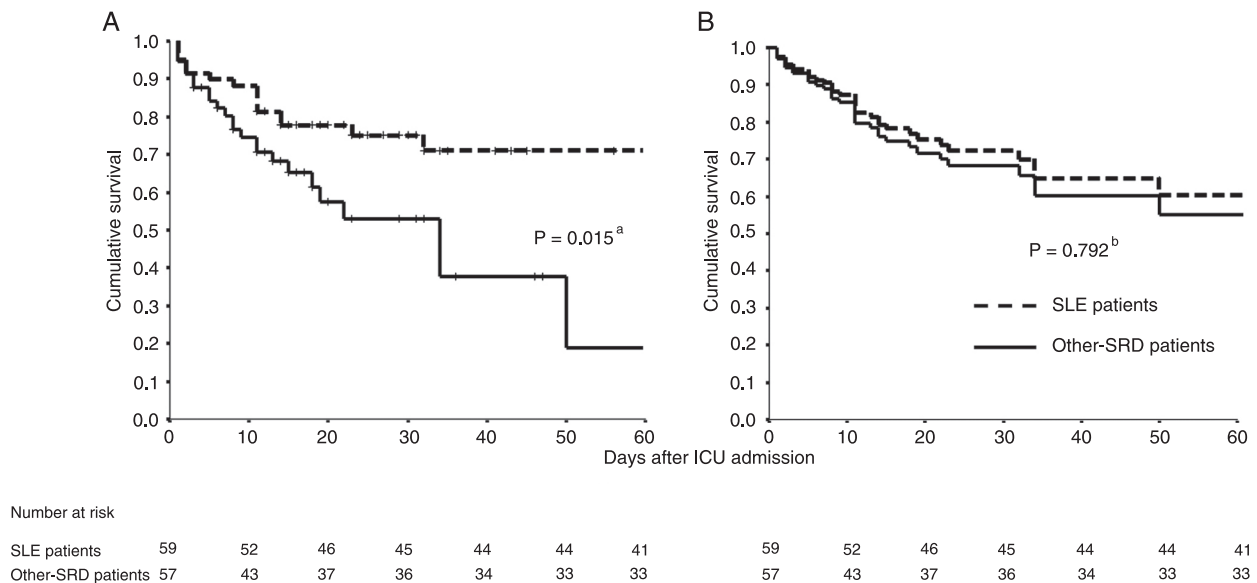 A
Cumulative survival
1.0
0.9
0.8
0.7
0.6
0.5
0.4
0.3
0.2
0.1
0.0
P = 0.015 a
0 10 20 30 40 50 60
B
Cumulative survival
1.0
0.9
0.8
0.7
0.6
0.5
0.4
0.3
0.2
0.1
0.0
P = 0.792 b
SLE patients
Other-SRD patients
0 10 20 30 40 50 60
Days after ICU admission
Number at risk
SLE patients 59 52 46 45 44 44 41 59 52 46 45 44 44 41
Other-SRD patients 57 43 37 36 34 33 33 57 43 37 36 34 33 33